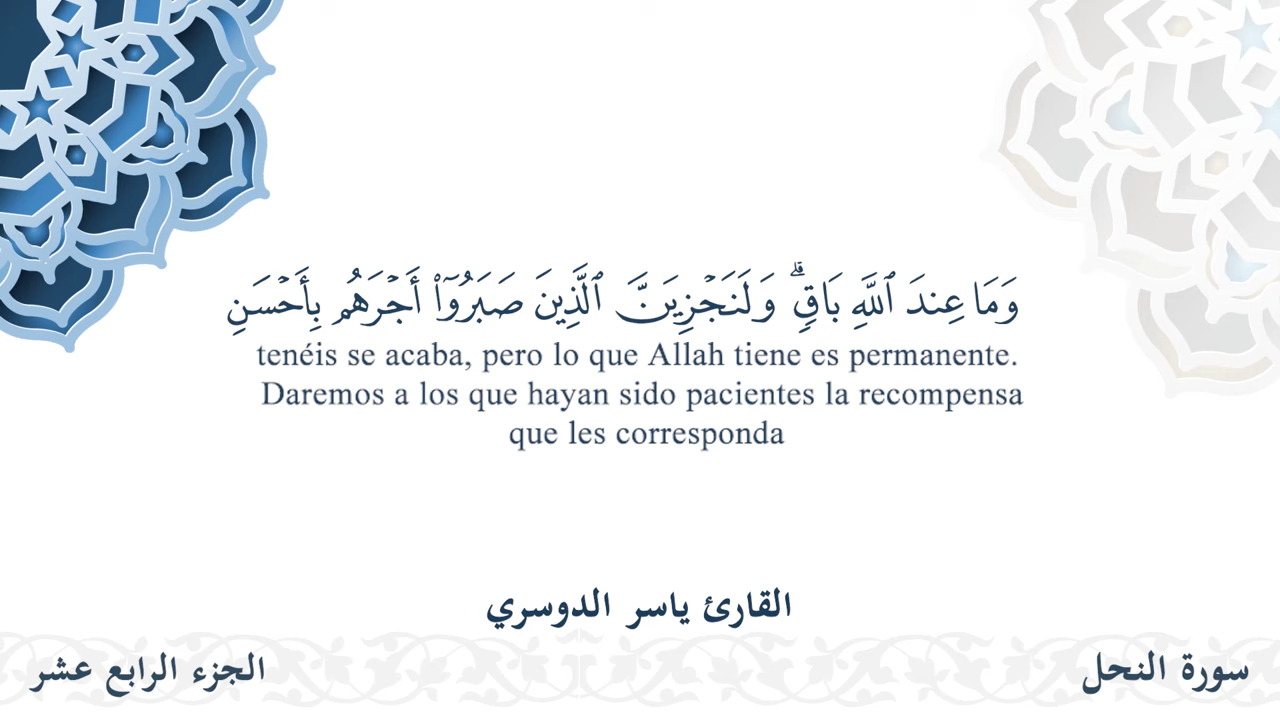 وَمَا عِندَ ٱللَّهِ بَاقٖۗ وَلَنَجۡزِيَنَّ ٱلَّذِينَ صَبَرُوٓاْ أَجۡرَهُم بِأَحۡسَنِ
tenéis se acaba, pero lo que Allah tiene es permanente.
Daremos a los que hayan sido pacientes la recompensa
que les corresponda
القارئ ياسر الدوسري
سورة النحل
الجزء الرابع عشر